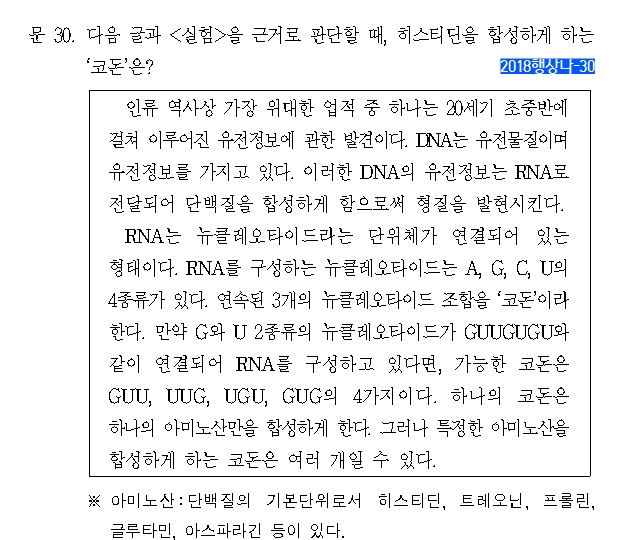 문 30. 다음 글과 <실험>을 근거로 판단할 때, 히스티딘을 합성하게 하는
‘코돈’은?
2018행상나-30
인류 역사상 가장 위대한 업적 중 하나는 20세기 초중반에
걸쳐 이루어진 유전정보에 관한 발견이다. DNA는 유전물질이며
유전정보를 가지고 있다. 이러한 DNA의 유전정보는 RNA로
전달되어 단백질을 합성하게 함으로써 형질을 발현시킨다.
RNA는 뉴클레오타이드라는 단위체가 연결되어 있는
형태이다. RNA를 구성하는 뉴클레오타이드는 A, G, C, U의
4종류가 있다. 연속된 3개의 뉴클레오타이드 조합을 ‘코돈’이라
한다. 만약 G와 U 2종류의 뉴클레오타이드가 GUUGUGU와
같이 연결되어 RNA를 구성하고 있다면, 가능한 코돈은
GUU, UUG, UGU, GUG의 4가지이다. 하나의 코돈은
하나의 아미노산만을 합성하게 한다. 그러나 특정한 아미노산을
합성하게 하는 코돈은 여러 개일 수 있다.
※ 아미노산 : 단백질의 기본단위로서 히스티딘, 트레오닌, 프롤린,
글루타민, 아스파라긴 등이 있다.